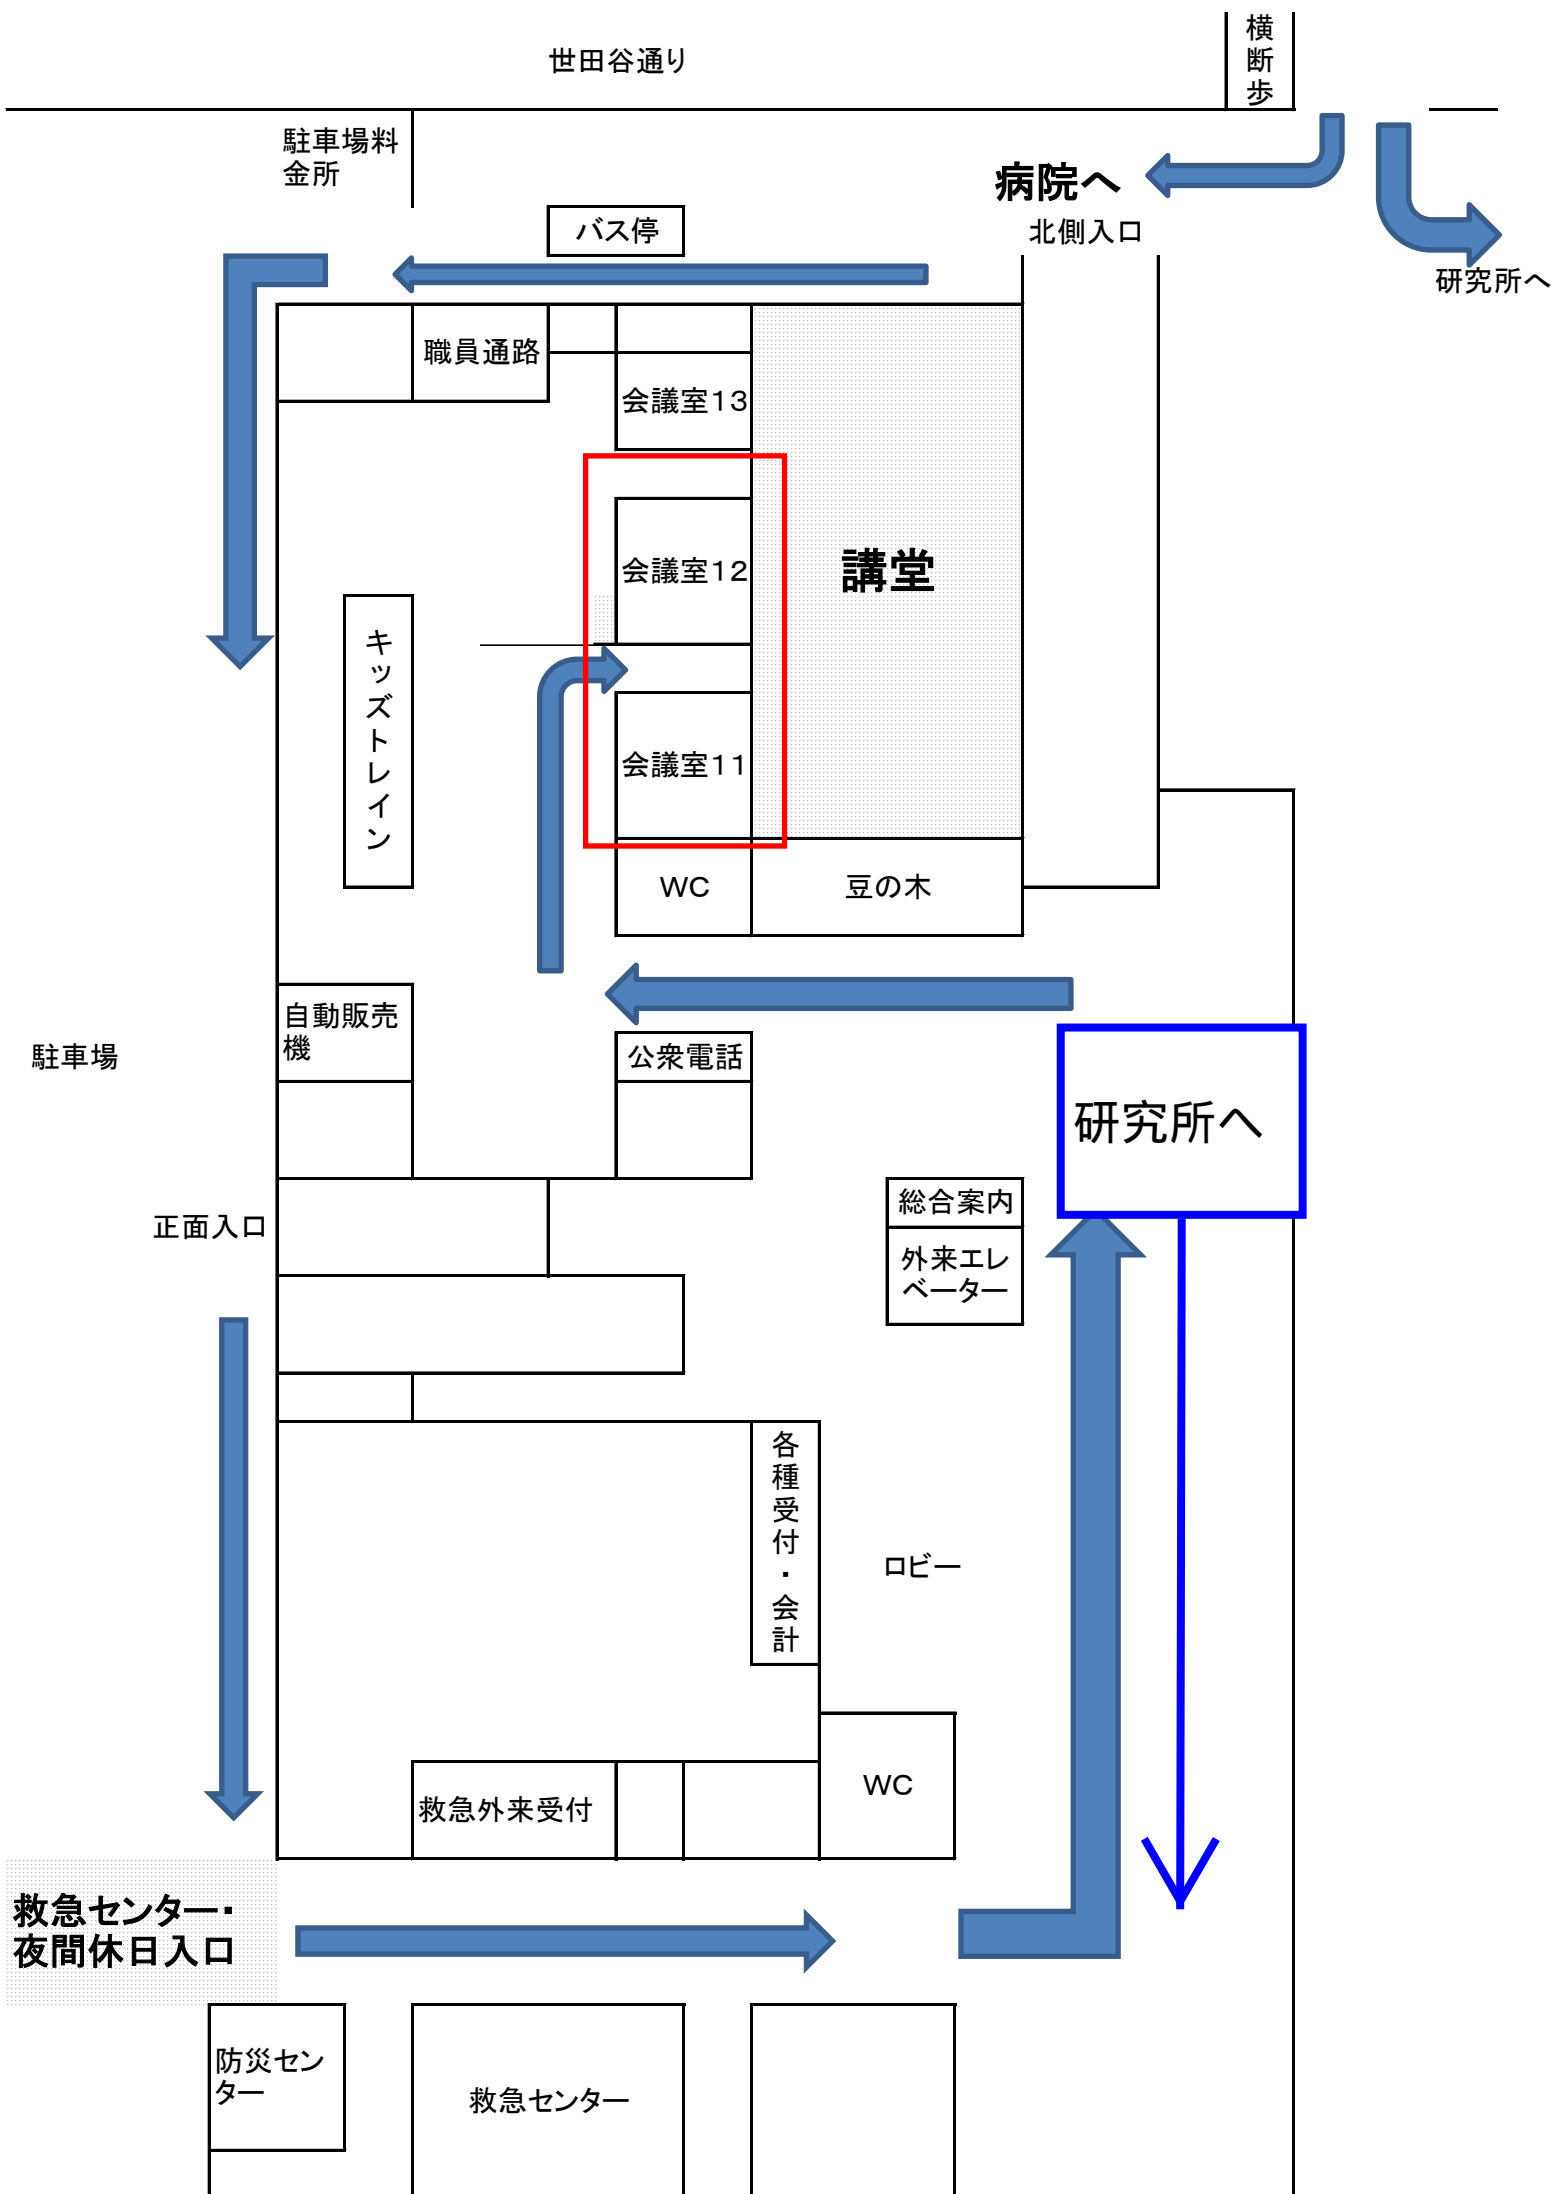 横
断
歩
世田谷通り
駐車場料
金所
病院へ
バス停
北側入口
研究所へ
職員通路
会議室13
会議室12
講堂
キッズトレイン
会議室11
WC
豆の木
自動販売
機
公衆電話
駐車場
研究所へ
総合案内
正面入口
外来エレ
ベーター
各種受付・会計
ロビー
WC
救急外来受付
救急センター・
夜間休日入口
防災セン
ター
救急センター